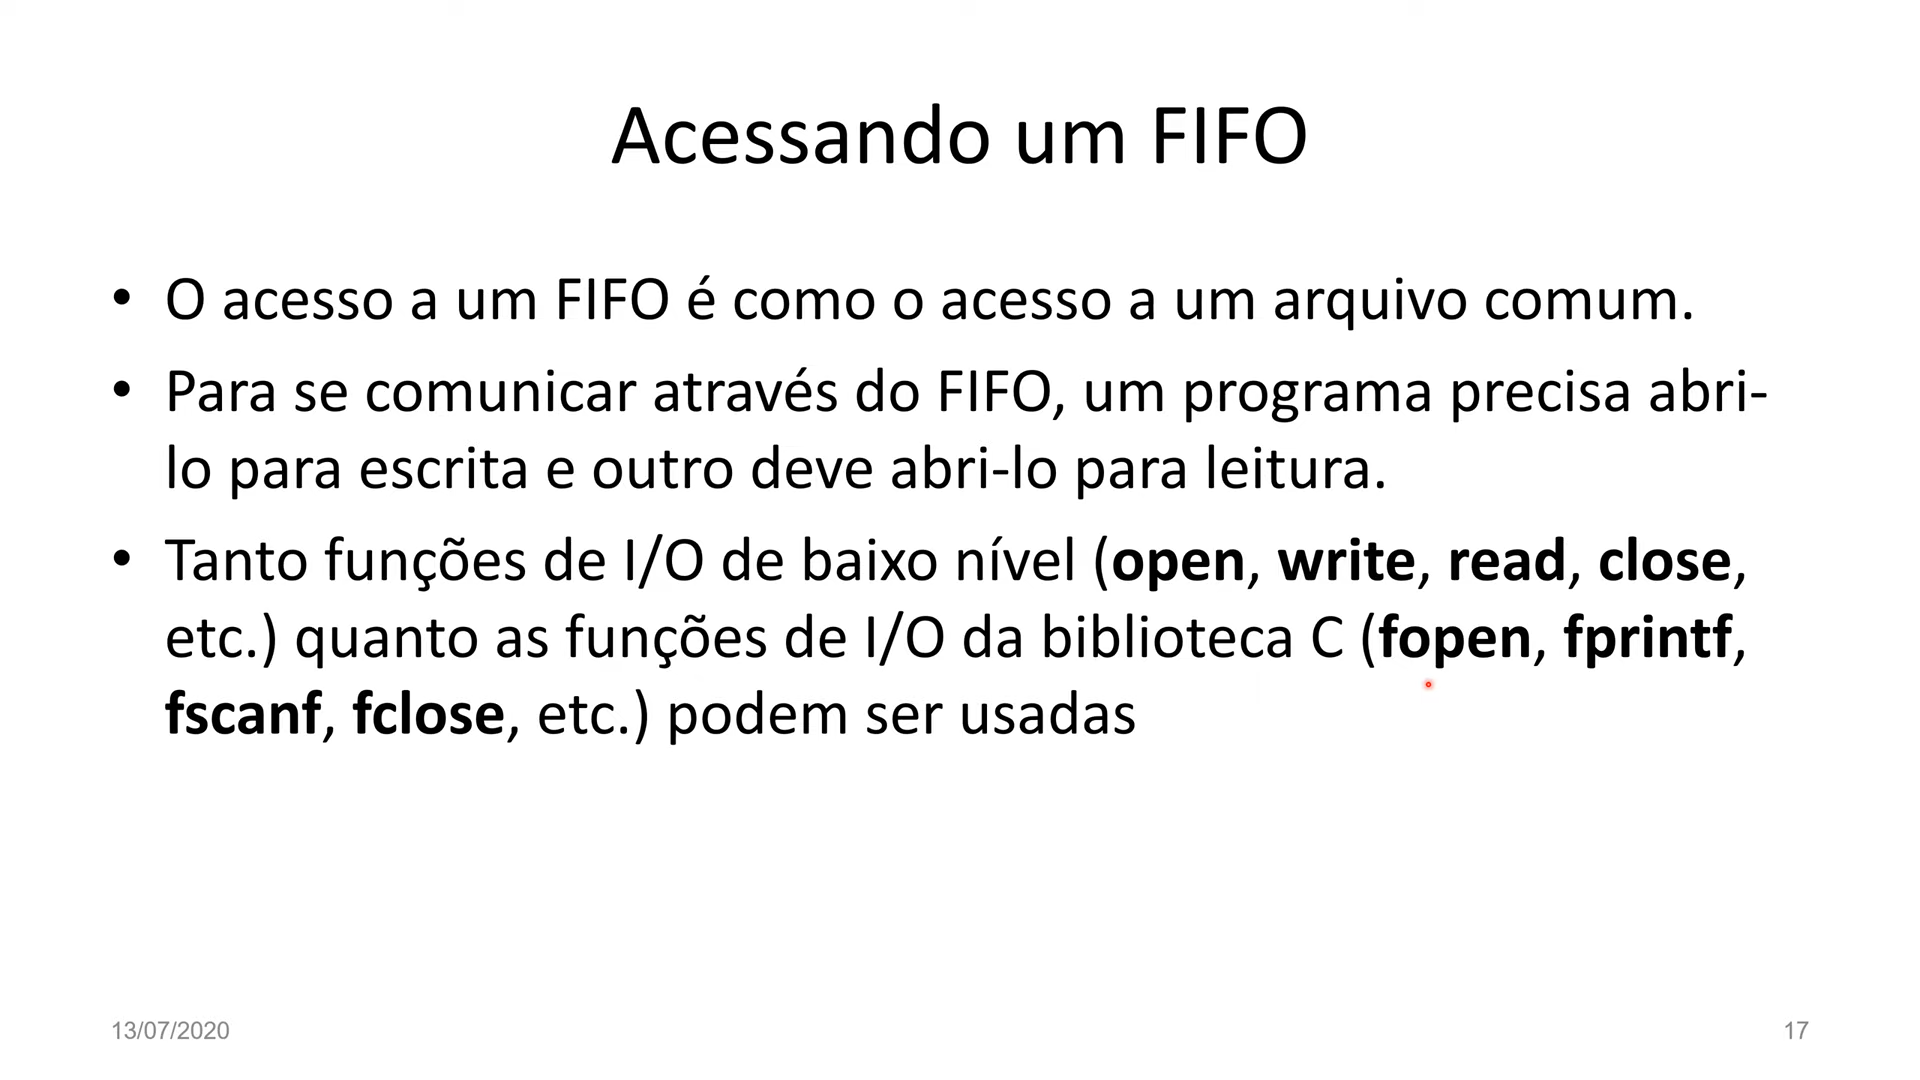 Acessando um FIFO
• O acesso a um FIFO é como o acesso a um arquivo comum.
• Para se comunicar através do FIFO, um programa precisa abri-
lo para escrita e outro deve abri-lo para leitura.
• Tanto funções de I/O de baixo nível (open, write, read, close,
etc.) quanto as funções de I/O da biblioteca C (fopen, fprintf,
fscanf, fclose, etc.) podem ser usadas
13/07/2020
17